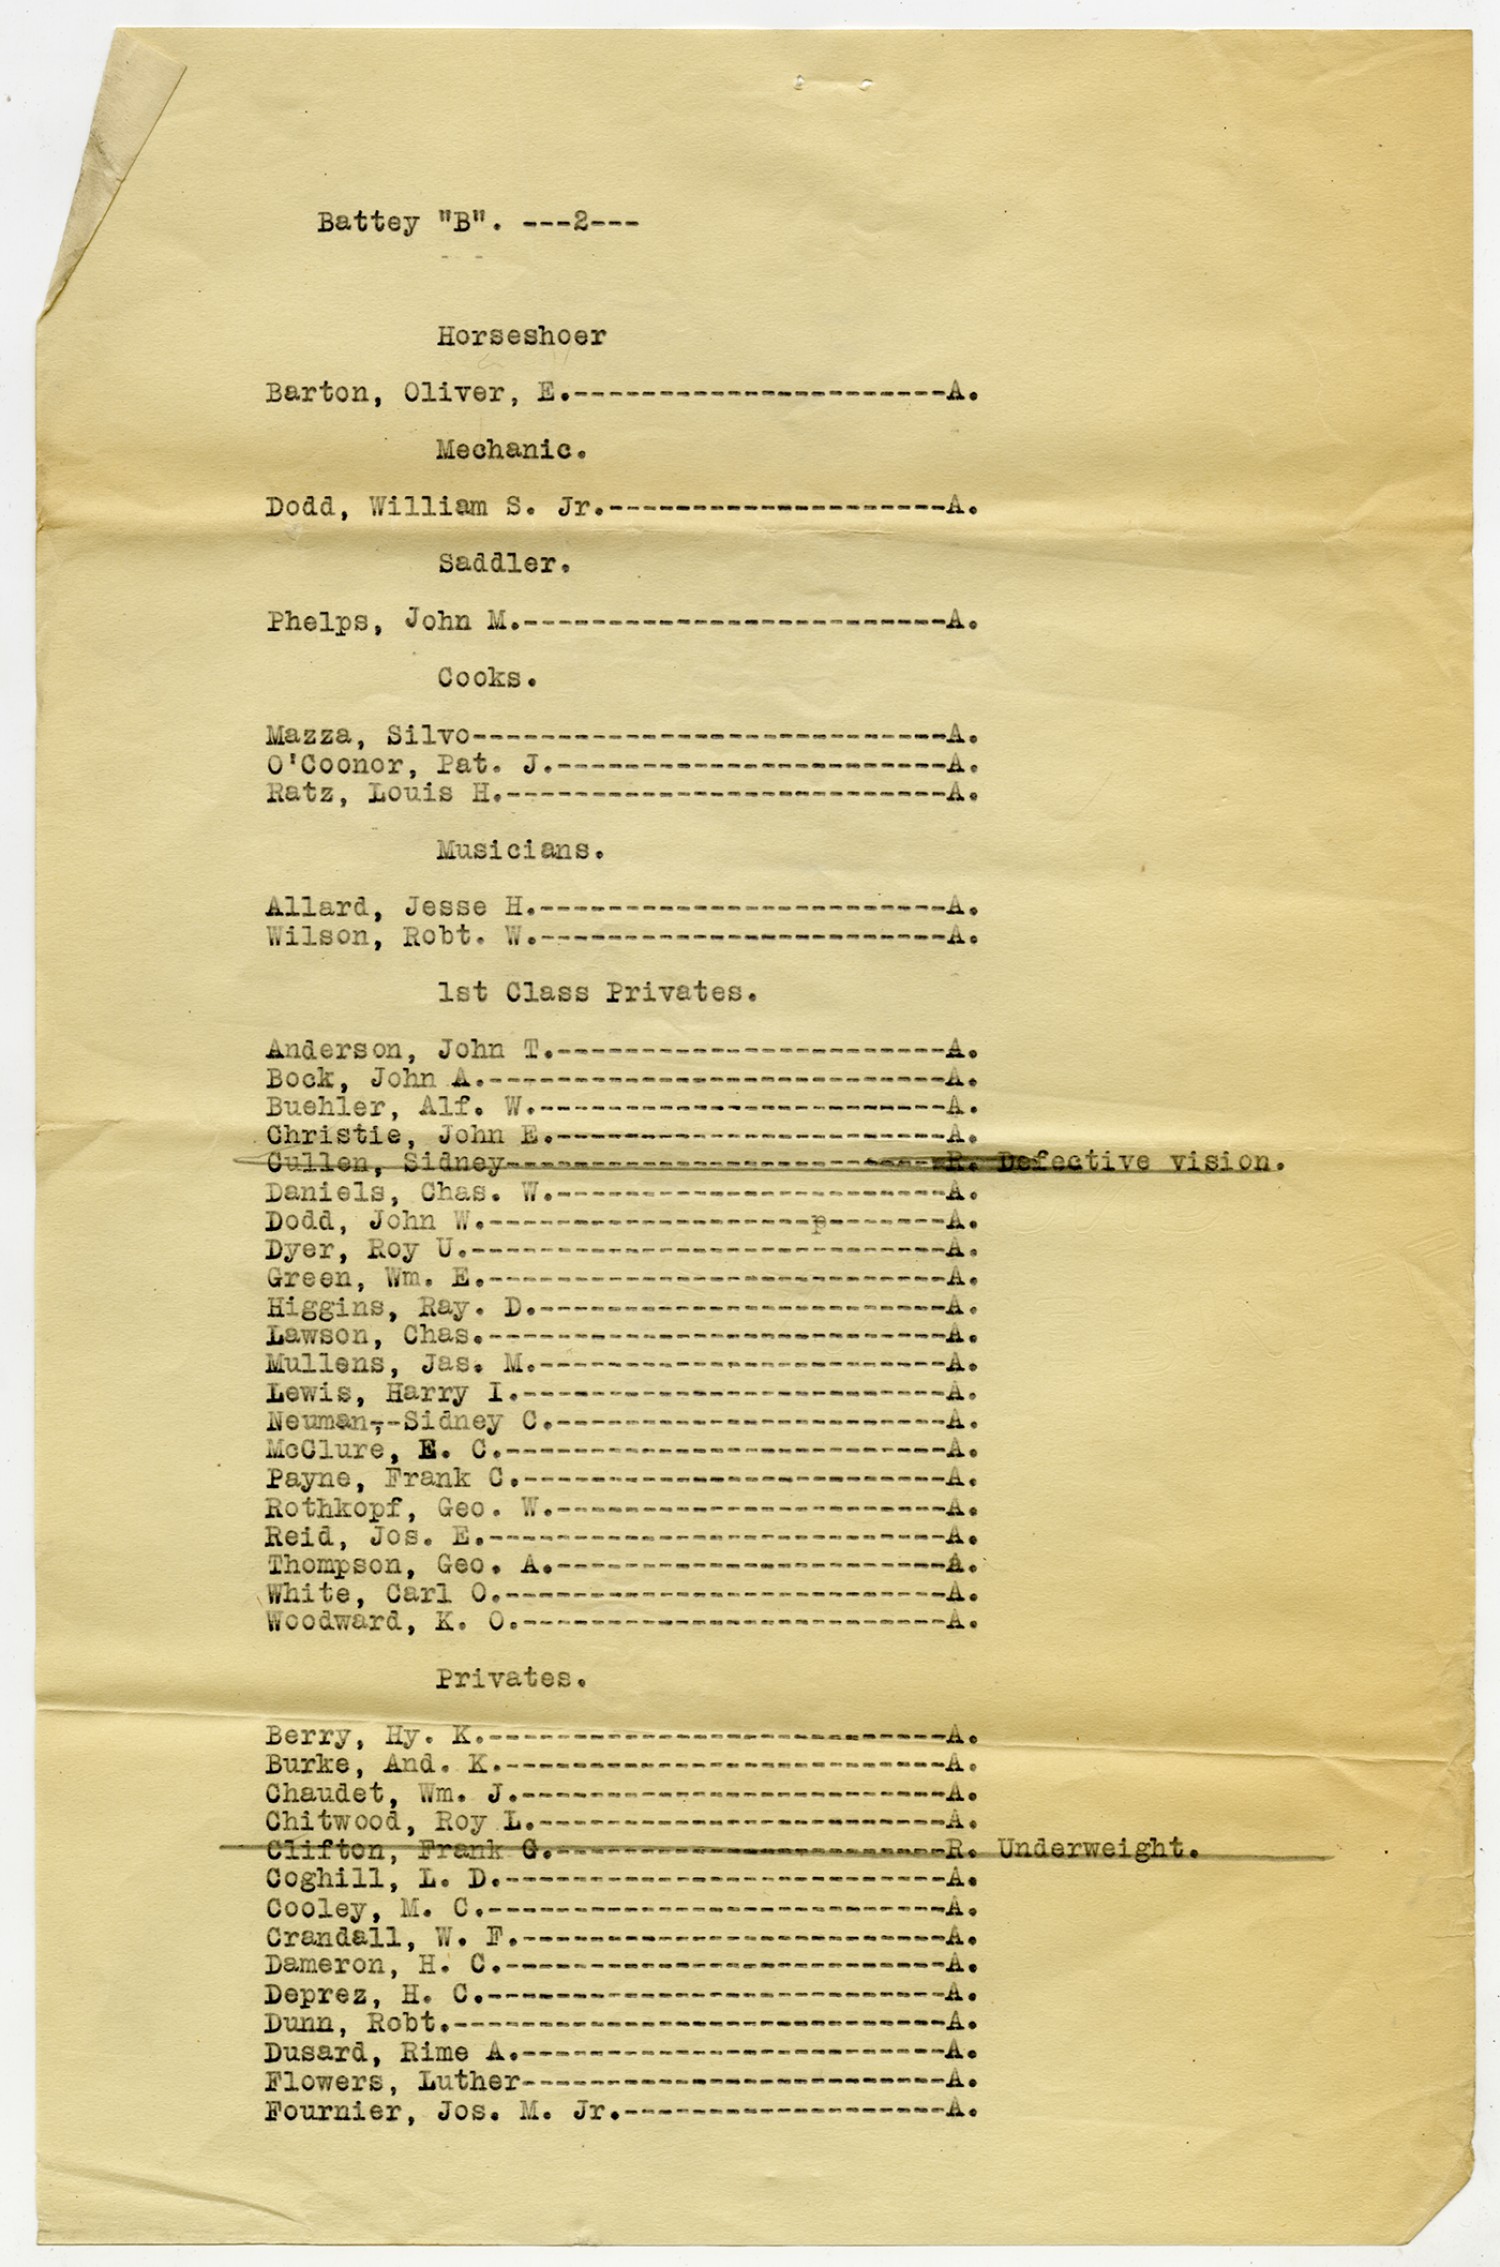 Battey "B". ---2---
Horseshoer
Barton, Oliver, E.----------------------A.
Mechanic.
Dodd, William S. Jr.--------------------A.
Saddler.
Phelps, John M.-------------------------A.
Cooks.
Mazza, Silvo----------------------------A.
O'Coonor, Pat. J.-----------------------A.
Ratz, Louis H.--------------------------A.
Musicians.
Allard, Jesse H.------------------------A.
Wilson, Robt. W.------------------------A.
1st Class Privates.
Anderson, John T.-----------------------A.
Bock, John A.---------------------------A.
Buehler, Alf. W.------------------------A.
Christie, John E.-----------------------A.
Cullen, Sidney--------------------------R. Defective vision.
Daniels, Chas. W.-----------------------A.
Dodd, John W.-------------------p-------A.
Dyer, Roy U.----------------------------A.
Green, Wm. E.---------------------------A.
Higgins, Ray. D.------------------------A.
Lawson, Chas.---------------------------A.
Mullens, Jas. M.------------------------A.
Lewis, Harry I.-------------------------A.
Neuman,--Sidney C.-----------------------A.
McClure, E. C.--------------------------A.
Payne, Frank C.-------------------------A.
Rothkopf, Geo. W.-----------------------A.
Reid, Jos. E.---------------------------A.
Thompson, Geo. A.-----------------------A.
White, Carl O.--------------------------A.
Woodward, K. O.-------------------------A.
Privates.
Berry, Hy. K.---------------------------A.
Burke, And. K.--------------------------A.
Chaudet, Wm. J.-------------------------A.
Chitwood, Roy L.------------------------A.
Clifton, Frank G.-----------------------R. Underweight.
Coghill, L. D.--------------------------A.
Cooley, M. C.---------------------------A.
Crandall, W. F.-------------------------A.
Dameron, H. C.--------------------------A.
Deprez, H. C.---------------------------A.
Dunn, Robt.-----------------------------A.
Dusard, Rime A.-------------------------A.
Flowers, Luther-------------------------A.
Fournier, Jos. M. Jr.-------------------A.